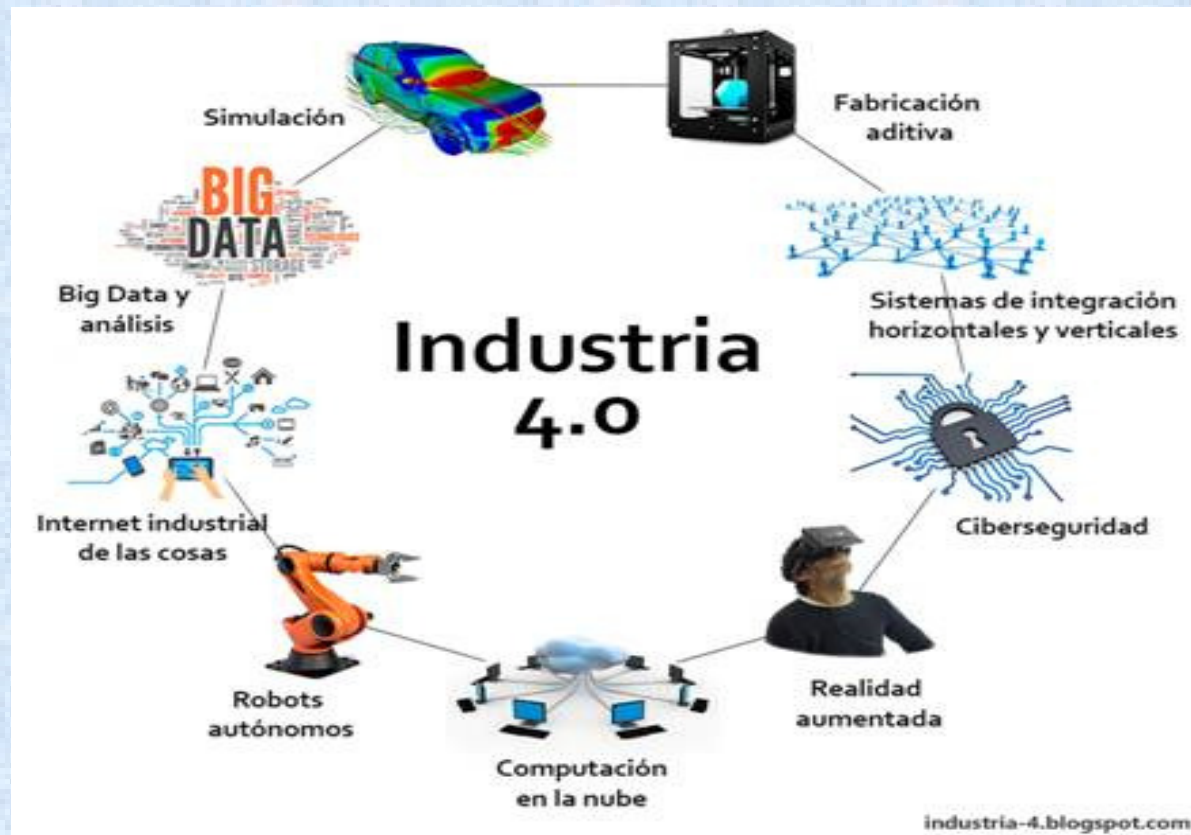 Simulación
Fabricación
aditiva
BIG
DATA
STORAGE
Big Data y
análisis
Sistemas de integración
horizontales y verticales
Industria
4.0
Internet industrial
de las cosas
Ciberseguridad
Robots
autónomos
Realidad
aumentada
Computación
en la nube
industria-4.blogspot.com